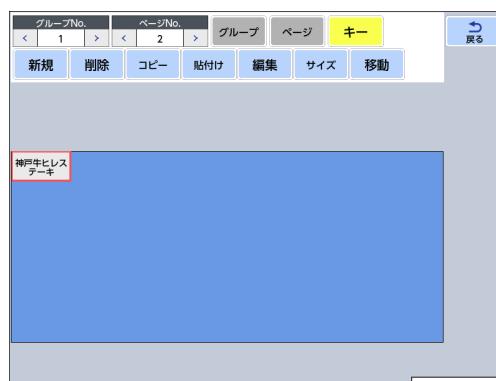 グループNo.
< 1 >
ページNo.
< 2 >
グループ
ページ
キー
戻る
新規
削除
コピー
貼付け
編集
サイズ
移動
神戸牛ヒレス
テーキ